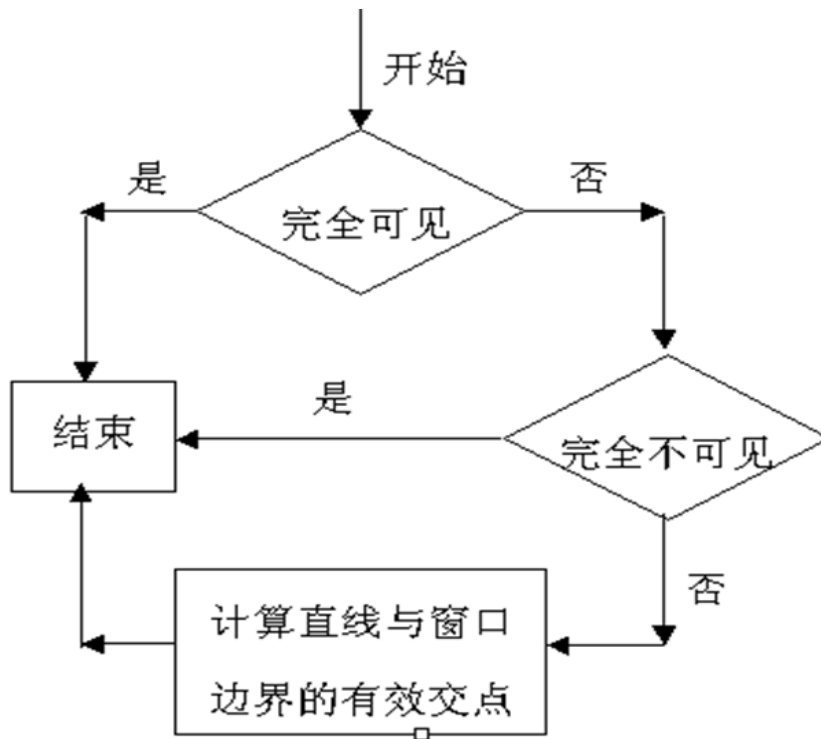 开始
是
否
完全可见
是
结束
完全不可见
否
计算直线与窗口
边界的有效交点